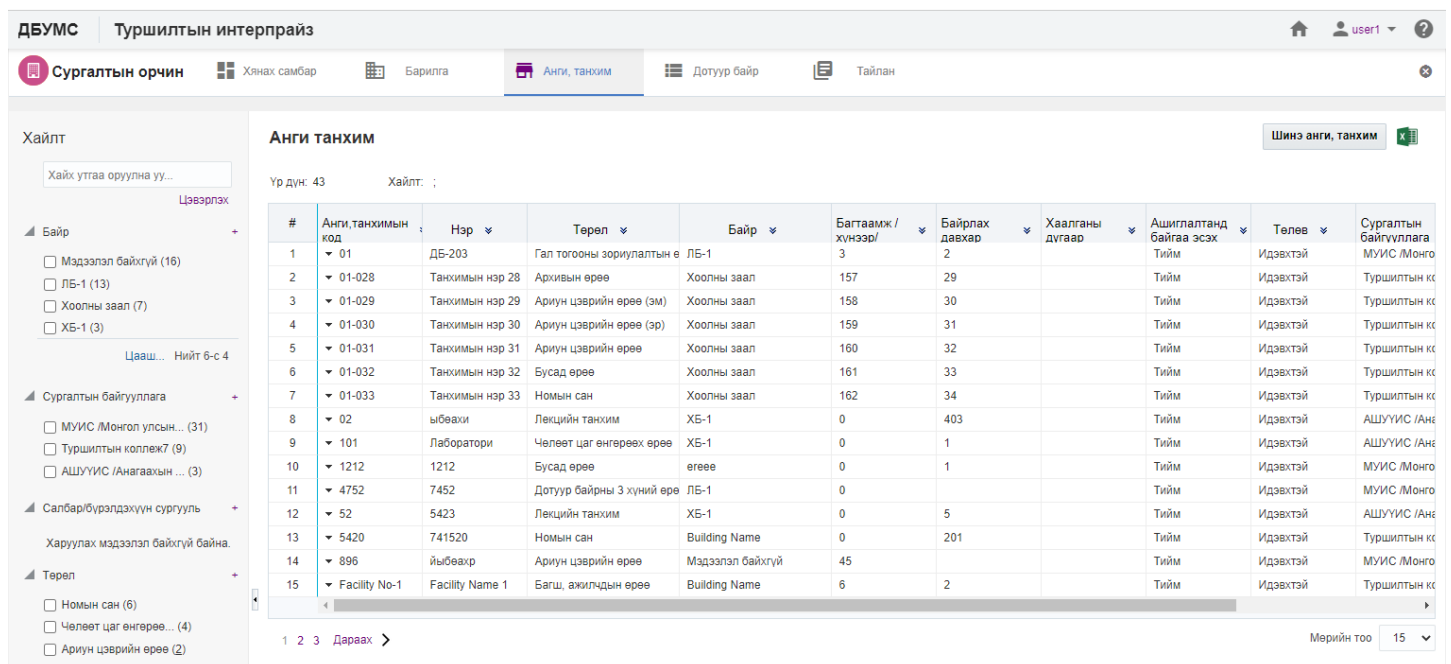 ДБУМС Туршилтын интерпрайз user1
Сургалтын орчин Хянах самбар Барилга Анги, танхим Дотуур байр Тайлан
Хайлт
Хайх утгаа оруулна уу...
Цэвэрлэх
Байр +
Мэдээлэл байхгүй (16)
ЛБ-1 (13)
Хоолны заал (7)
ХБ-1 (3)
Цааш... Нийт 6-с 4
Сургалтын байгууллага +
МУИС /Монгол улсын... (31)
Туршилтын коллеж7 (9)
АШУҮИС /Анагаахын ... (3)
Салбар/бүрэлдэхүүн сургууль +
Харуулах мэдээлэл байхгүй байна.
Төрөл +
Номын сан (6)
Чөлөөт цаг өнгөрөө... (4)
Ариун цэврийн өрөө (2)
Анги танхим
Шинэ анги, танхим
Үр дүн: 43 Хайлт: ;
# Анги,танхимын код Нэр Төрөл Байр Багтаамж / хүнээр/ Байрлах давхар Хаалганы дугаар Ашиглалтанд байгаа эсэх Төлөв Сургалтын байгууллага
1 01 ДБ-203 Гал тогооны зориулалтын ө ЛБ-1 3 2 Тийм Идэвхтэй МУИС /Монго
2 01-028 Танхимын нэр 28 Архивын өрөө Хоолны заал 157 29 Тийм Идэвхтэй Туршилтын ко
3 01-029 Танхимын нэр 29 Ариун цэврийн өрөө (эм) Хоолны заал 158 30 Тийм Идэвхтэй Туршилтын ко
4 01-030 Танхимын нэр 30 Ариун цэврийн өрөө (эр) Хоолны заал 159 31 Тийм Идэвхтэй Туршилтын ко
5 01-031 Танхимын нэр 31 Ариун цэврийн өрөө Хоолны заал 160 32 Тийм Идэвхтэй Туршилтын ко
6 01-032 Танхимын нэр 32 Бусад өрөө Хоолны заал 161 33 Тийм Идэвхтэй Туршилтын ко
7 01-033 Танхимын нэр 33 Номын сан Хоолны заал 162 34 Тийм Идэвхтэй Туршилтын ко
8 02 ыбөахи Лекцийн танхим ХБ-1 0 403 Тийм Идэвхтэй АШУҮИС /Ана
9 101 Лаборатори Чөлөөт цаг өнгөрөөх өрөө ХБ-1 0 1 Тийм Идэвхтэй АШУҮИС /Ана
10 1212 1212 Бусад өрөө егеее 0 1 Тийм Идэвхтэй МУИС /Монго
11 4752 7452 Дотуур байрны 3 хүний өрө ЛБ-1 0 Тийм Идэвхтэй МУИС /Монго
12 52 5423 Лекцийн танхим ХБ-1 0 5 Тийм Идэвхтэй АШУҮИС /Ана
13 5420 741520 Номын сан Building Name 0 201 Тийм Идэвхтэй Туршилтын ко
14 896 йыбөахр Ариун цэврийн өрөө Мэдээлэл байхгүй 45 Тийм Идэвхтэй МУИС /Монго
15 Facility No-1 Facility Name 1 Багш, ажилчдын өрөө Building Name 6 2 Тийм Идэвхтэй Туршилтын ко
1 2 3 Дараах Мөрийн тоо 15